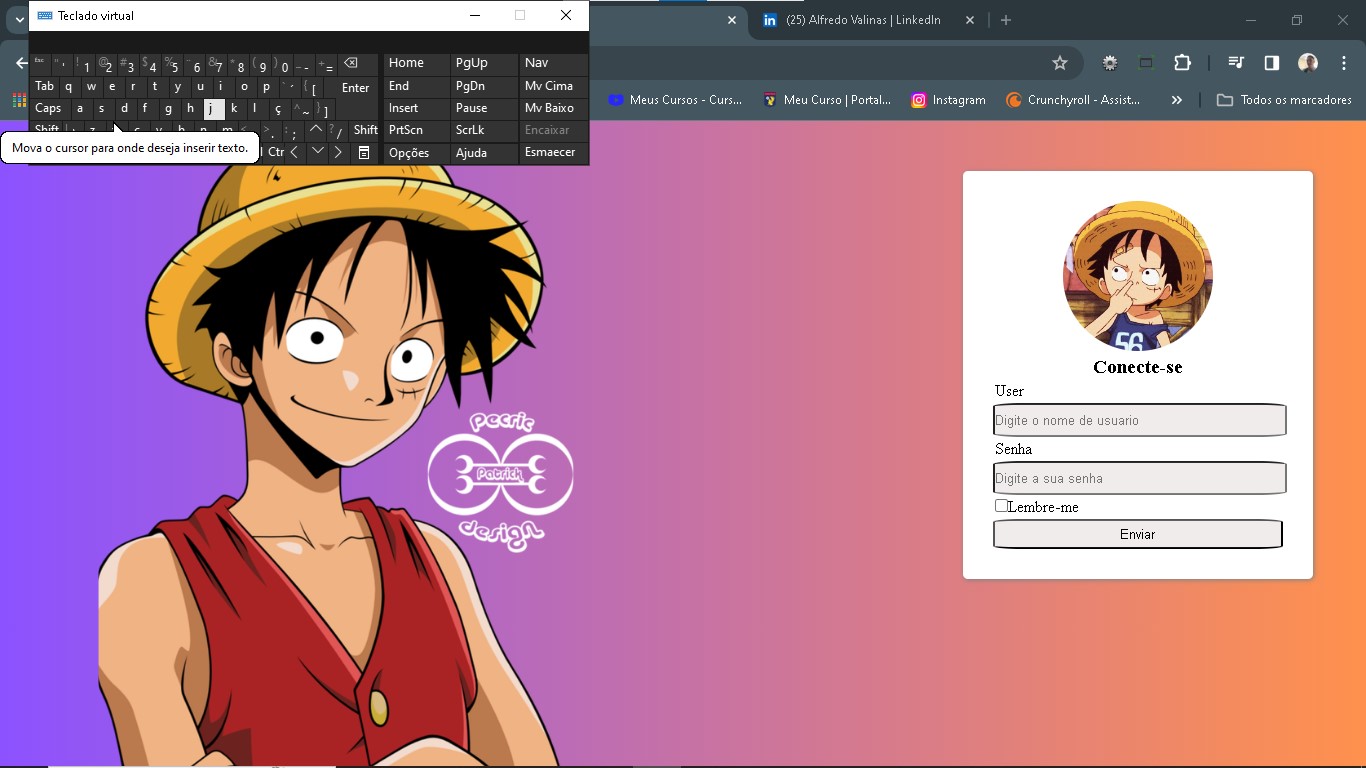 Teclado virtual
(25) Alfredo Valinas | LinkedIn
Esc " ' ! 1 @ 2 # 3 $ 4 % 5 ¨ 6 & 7 * 8 ( 9 ) 0 _ - + = Home PgUp Nav
Tab q w e r t y u i o p ` ´ { [ Enter End PgDn Mv Cima
Caps a s d f g h j k l ç ^ ~ } ] Insert Pause Mv Baixo
Shift | z c v b n m < > . : ; ? / Shift PrtScn ScrLk Encaixar
Ctr Opções Ajuda Esmaecer
Mova o cursor para onde deseja inserir texto.
Meus Cursos - Curs...
Meu Curso | Portal...
Instagram
Crunchyroll - Assist...
Todos os marcadores
pecric
Patrick
design
56
Conecte-se
User
Digite o nome de usuario
Senha
Digite a sua senha
Lembre-me
Enviar